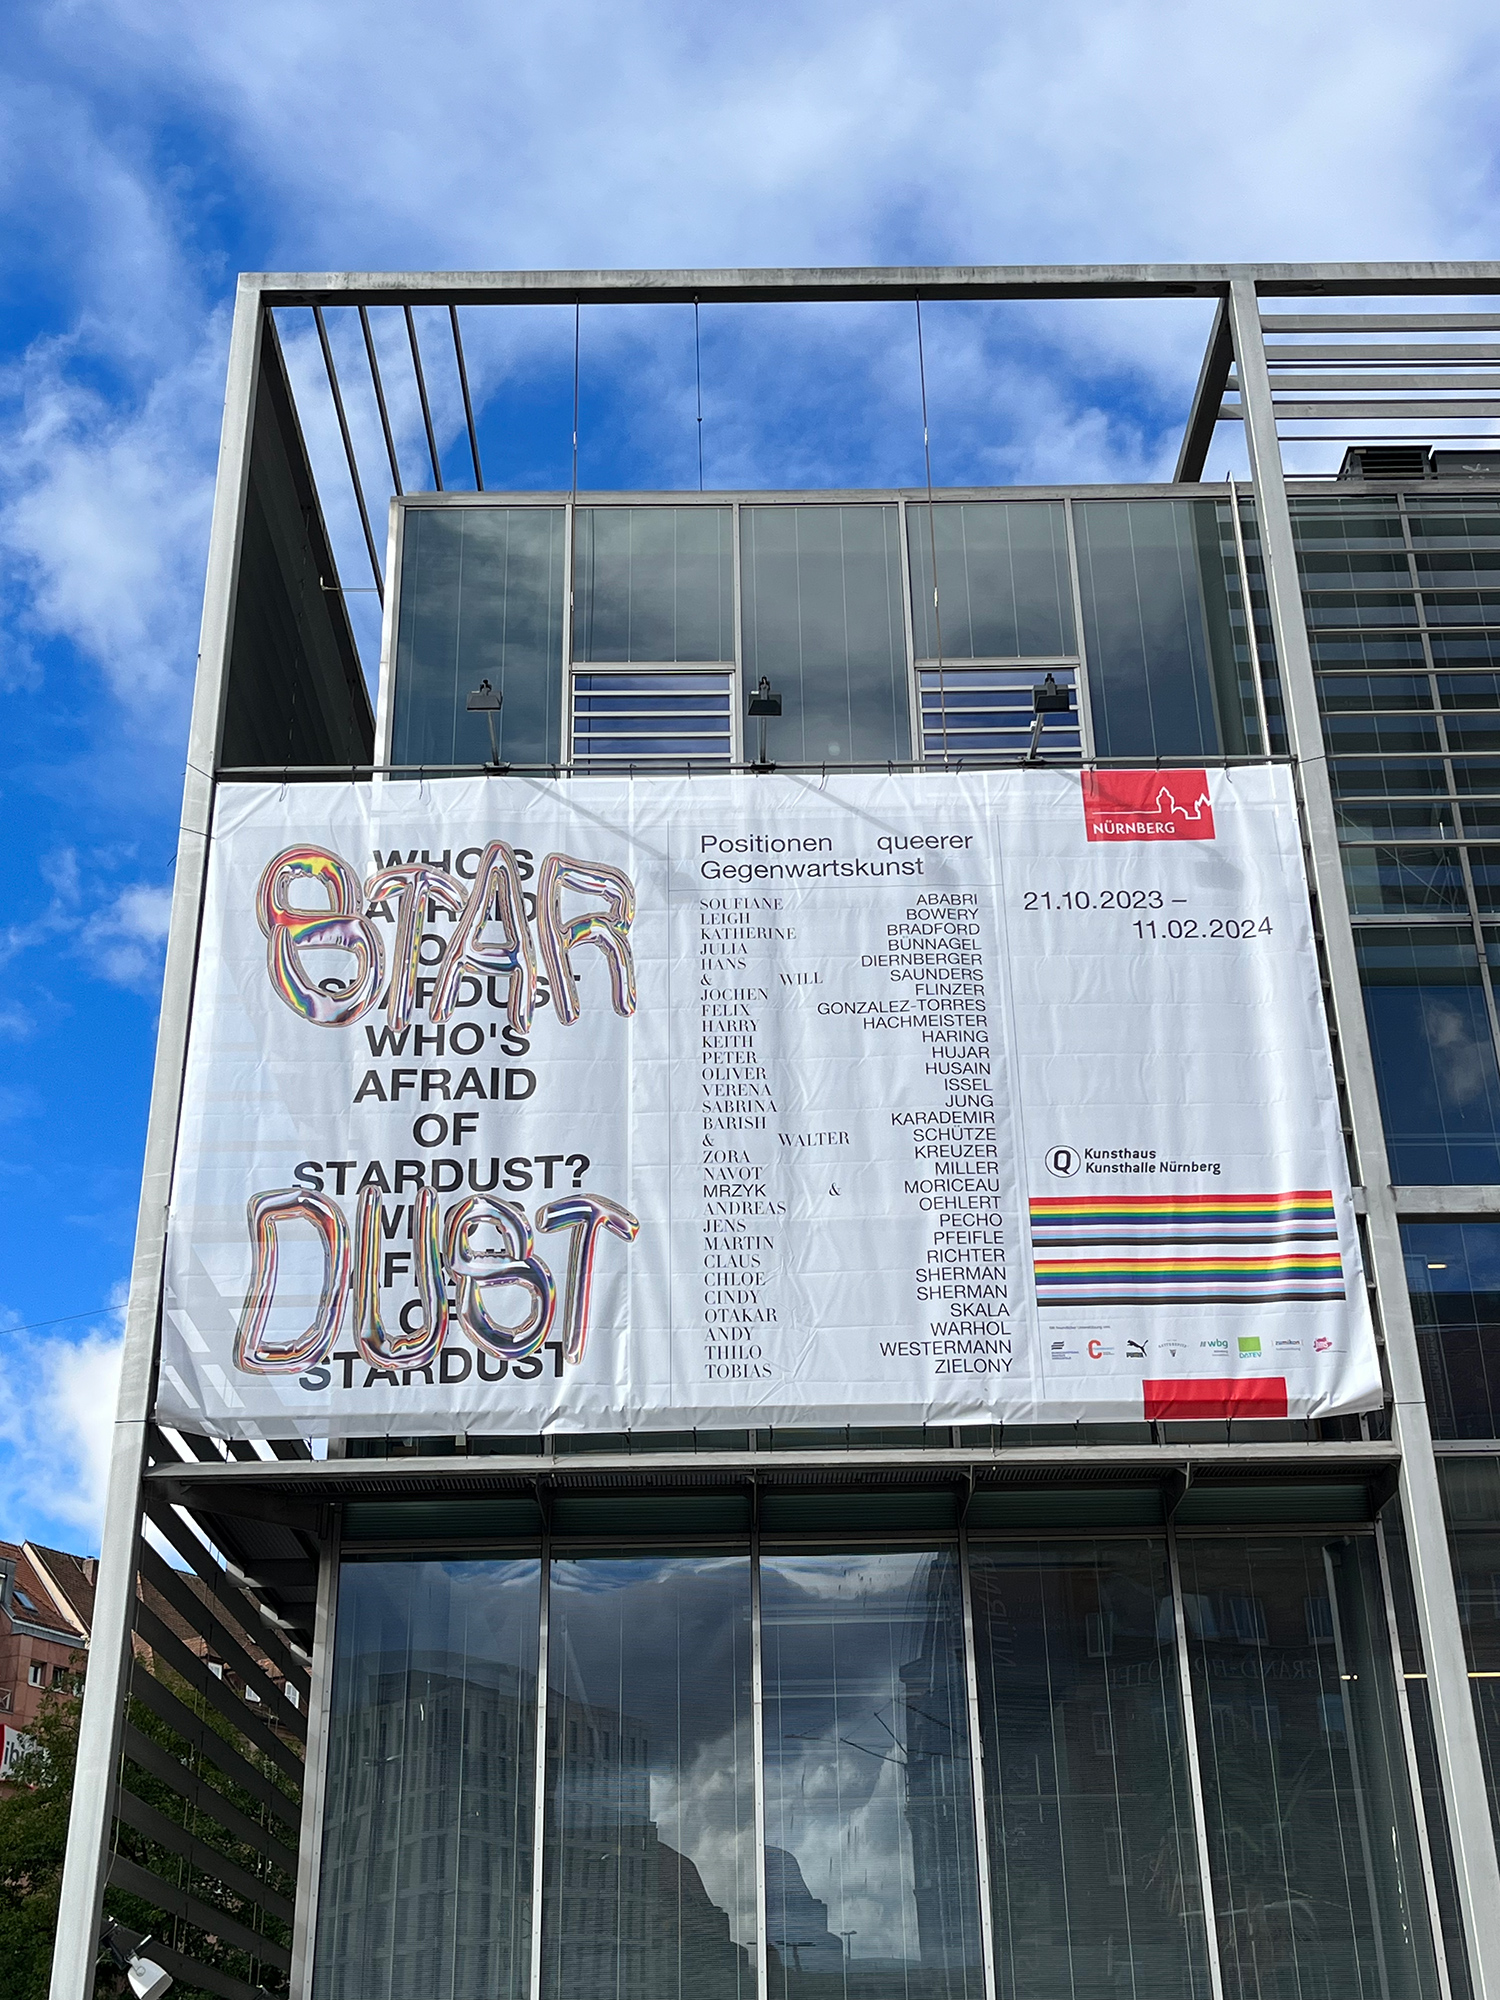 WHO'S
AFRAID
OF
STARDUST
STAR
WHO'S
AFRAID
OF
STARDUST?
WHO'S
AFRAID
OF
STARDUST
DUST
Positionen queerer
Gegenwartskunst
SOUFIANE ABABRI
LEIGH BOWERY
KATHERINE BRADFORD
JULIA BÜNNAGEL
HANS DIERNBERGER
& WILL SAUNDERS
JOCHEN FLINZER
FELIX GONZALEZ-TORRES
HARRY HACHMEISTER
KEITH HARING
PETER HUJAR
OLIVER HUSAIN
VERENA ISSEL
SABRINA JUNG
BARISH KARADEMIR
& WALTER SCHÜTZE
ZORA KREUZER
NAVOT MILLER
MRZYK & MORICEAU
ANDREAS OEHLERT
JENS PECHO
MARTIN PFEIFLE
CLAUS RICHTER
CHLOE SHERMAN
CINDY SHERMAN
OTAKAR SKALA
ANDY WARHOL
THILO WESTERMANN
TOBIAS ZIELONY
NÜRNBERG
21.10.2023 –
11.02.2024
Q Kunsthaus
Kunsthalle Nürnberg
wbg
DATEV
zumikon